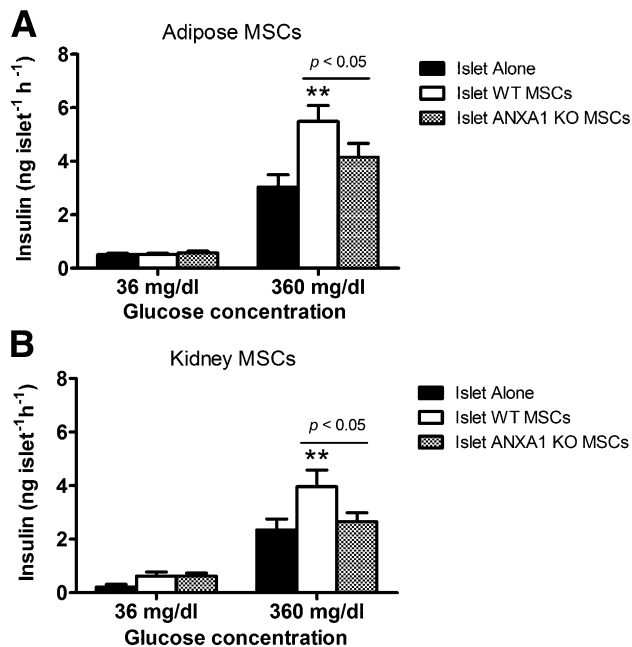 A
Adipose MSCs
8
6
4
2
0
Insulin (ng islet⁻¹ h⁻¹)
p < 0.05
**
36 mg/dl
360 mg/dl
Glucose concentration
Islet Alone
Islet WT MSCs
Islet ANXA1 KO MSCs
B
Kidney MSCs
8
6
4
2
0
Insulin (ng islet⁻¹h⁻¹)
p < 0.05
**
36 mg/dl
360 mg/dl
Glucose concentration
Islet Alone
Islet WT MSCs
Islet ANXA1 KO MSCs